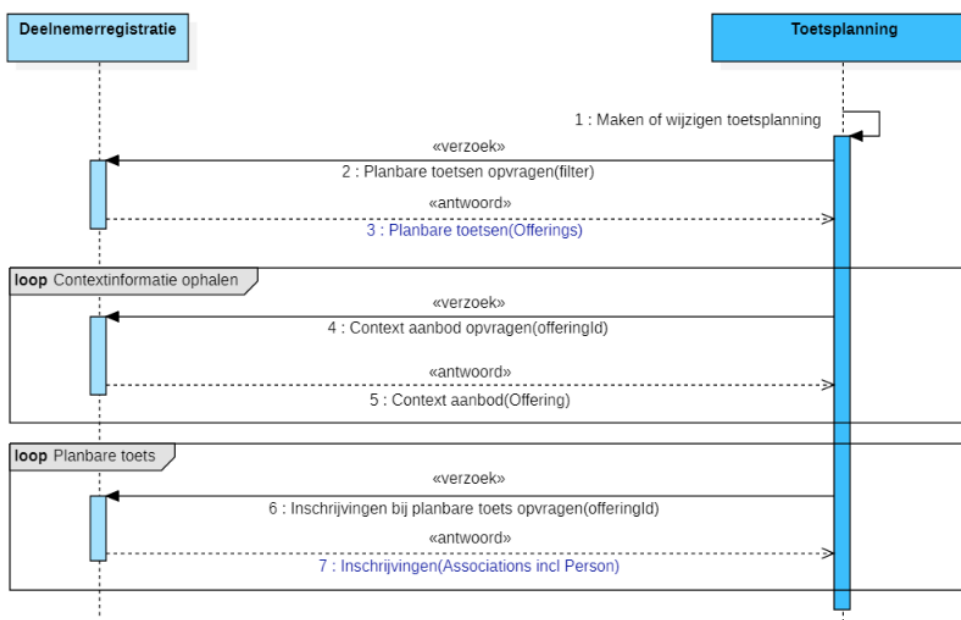 Deelnemerregistratie
Toetsplanning
1 : Maken of wijzigen toetsplanning
«verzoek»
2 : Planbare toetsen opvragen(filter)
«antwoord»
3 : Planbare toetsen(Offerings)
loop Contextinformatie ophalen
«verzoek»
4 : Context aanbod opvragen(offeringId)
«antwoord»
5 : Context aanbod(Offering)
loop Planbare toets
«verzoek»
6 : Inschrijvingen bij planbare toets opvragen(offeringId)
«antwoord»
7 : Inschrijvingen(Associations incl Person)